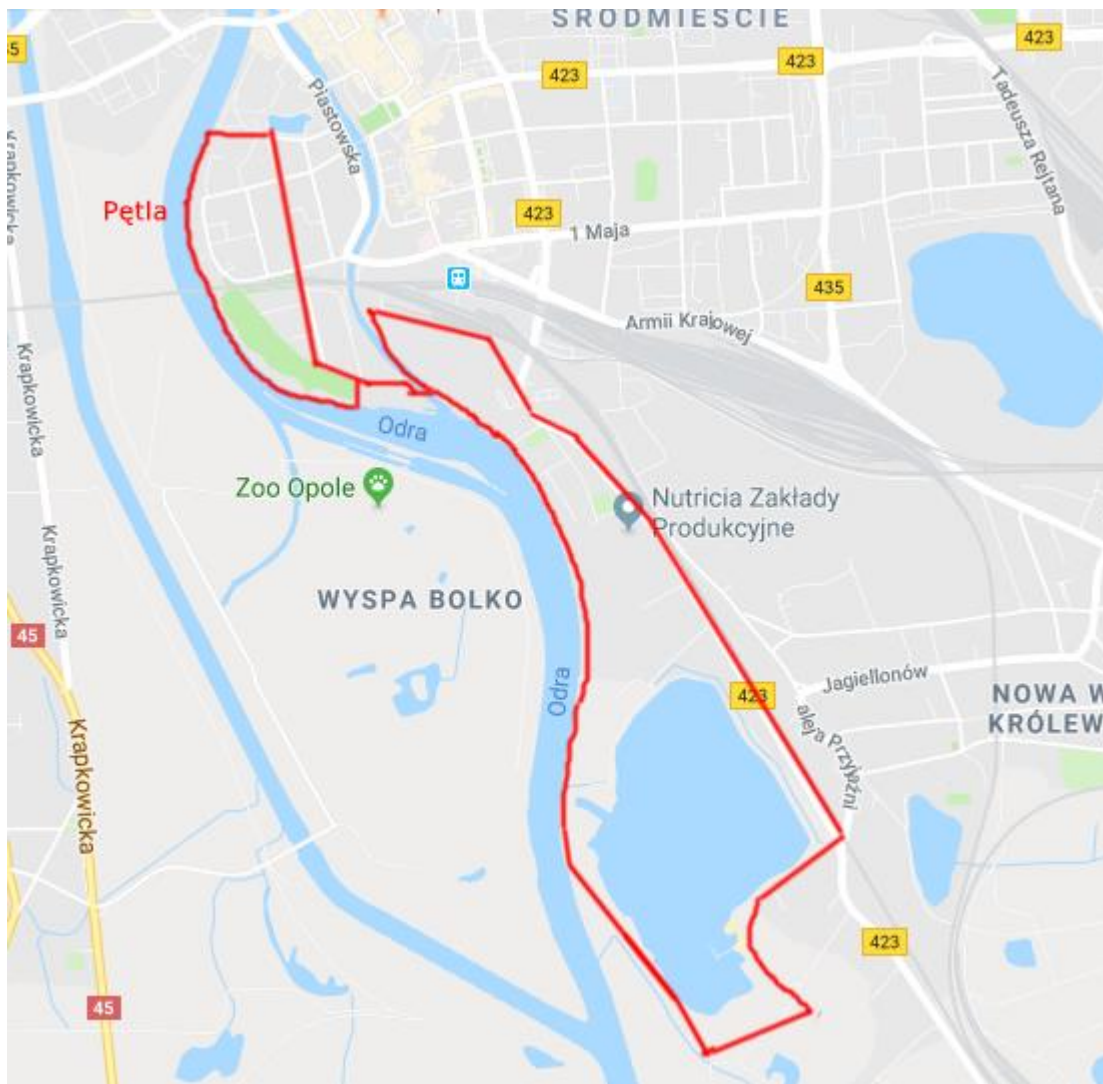 ŚRÓDMIEŚCIE
45
423
423
423
Piastowska
Tadeusza Rejtana
Krapkowicka
Pętla
423
1 Maja
435
Armii Krajowej
Krapkowicka
Odra
Zoo Opole
Nutricia Zakłady
Produkcyjne
Krapkowicka
WYSPA BOLKO
45
Odra
Jagiellonów
423
NOWA W
KRÓLEW
aleja Przyjaźni
Krapkowicka
423
45